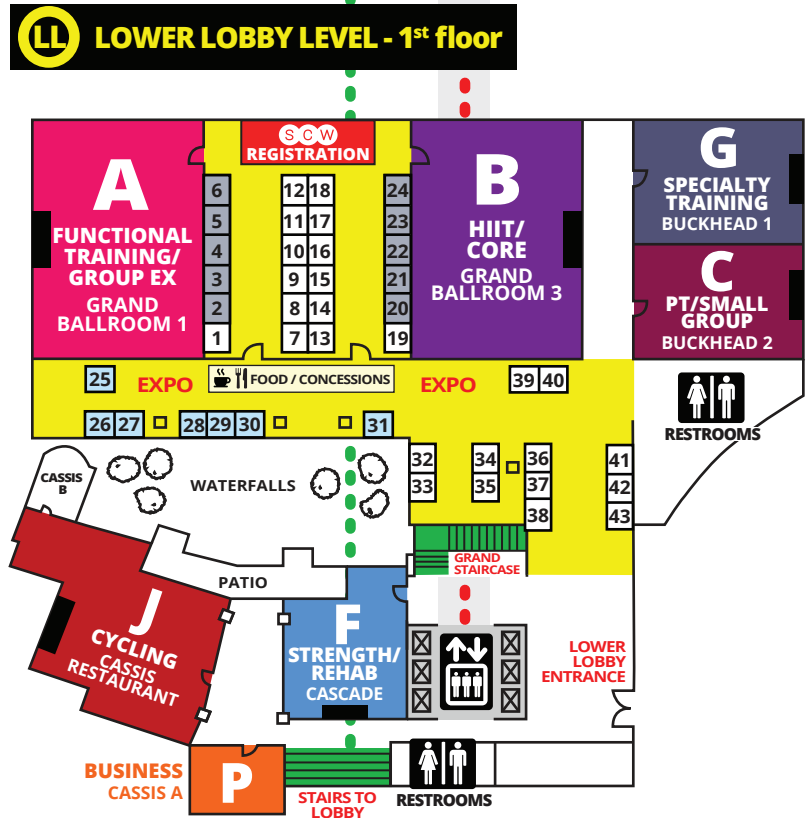 LL LOWER LOBBY LEVEL - 1st floor
SCW
REGISTRATION
A
FUNCTIONAL
TRAINING/
GROUP EX
GRAND
BALLROOM 1
6
5
4
3
2
1
12 18
11 17
10 16
9 15
8 14
7 13
24
23
22
21
20
19
B
HIIT/
CORE
GRAND
BALLROOM 3
G
SPECIALTY
TRAINING
BUCKHEAD 1
C
PT/SMALL
GROUP
BUCKHEAD 2
25
EXPO
FOOD / CONCESSIONS
EXPO
39 40
26 27
28 29 30
31
RESTROOMS
32
33
34
35
36
37
38
41
42
43
CASSIS
B
WATERFALLS
GRAND
STAIRCASE
PATIO
J
CYCLING
CASSIS
RESTAURANT
F
STRENGTH/
REHAB
CASCADE
LOWER
LOBBY
ENTRANCE
BUSINESS
CASSIS A
P
STAIRS TO
LOBBY
RESTROOMS